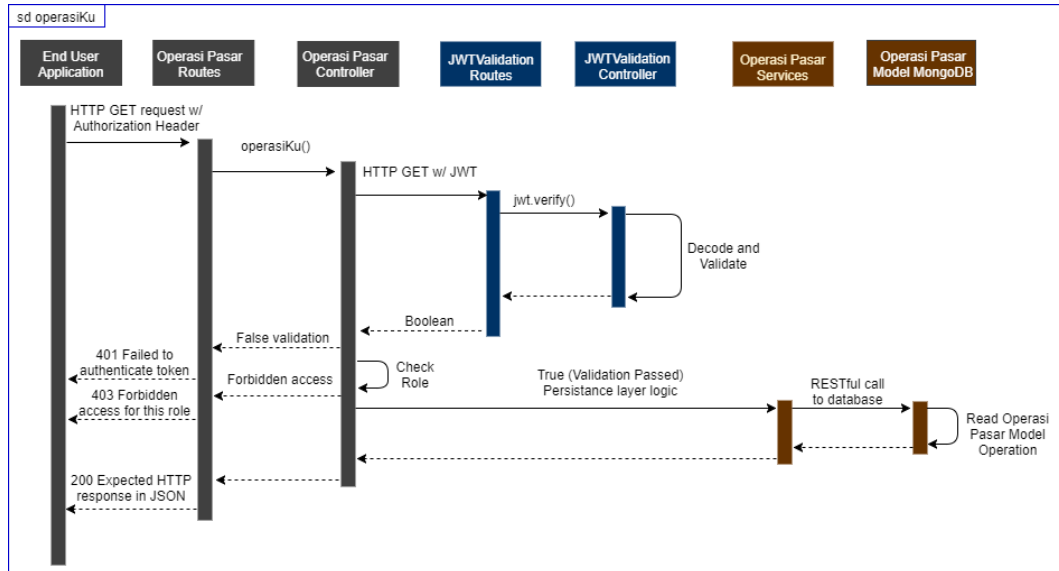 sd operasiKu
End User
Application
Operasi Pasar
Routes
Operasi Pasar
Controller
JWTValidation
Routes
JWTValidation
Controller
Operasi Pasar
Services
Operasi Pasar
Model MongoDB
HTTP GET request w/
Authorization Header
operasiKu()
HTTP GET w/ JWT
jwt.verify()
Decode and
Validate
Boolean
False validation
401 Failed to
authenticate token
Check
Role
Forbidden access
403 Forbidden
access for this role
True (Validation Passed)
Persistance layer logic
RESTful call
to database
Read Operasi
Pasar Model
Operation
200 Expected HTTP
response in JSON